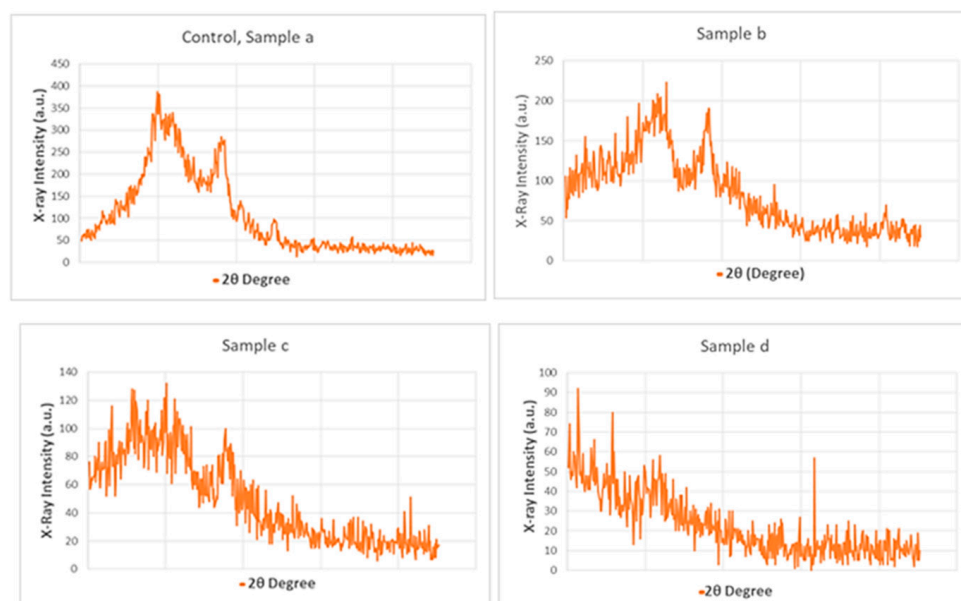 Control, Sample a
450
400
350
300
250
200
150
100
50
0
X-ray Intensity (a.u.)
2θ Degree
Sample b
250
200
150
100
50
0
X-Ray Intensity (a.u.)
2θ (Degree)
Sample c
140
120
100
80
60
40
20
0
X-Ray Intensity (a.u.)
2θ Degree
Sample d
100
90
80
70
60
50
40
30
20
10
0
X-ray Intensity (a.u.)
2θ Degree